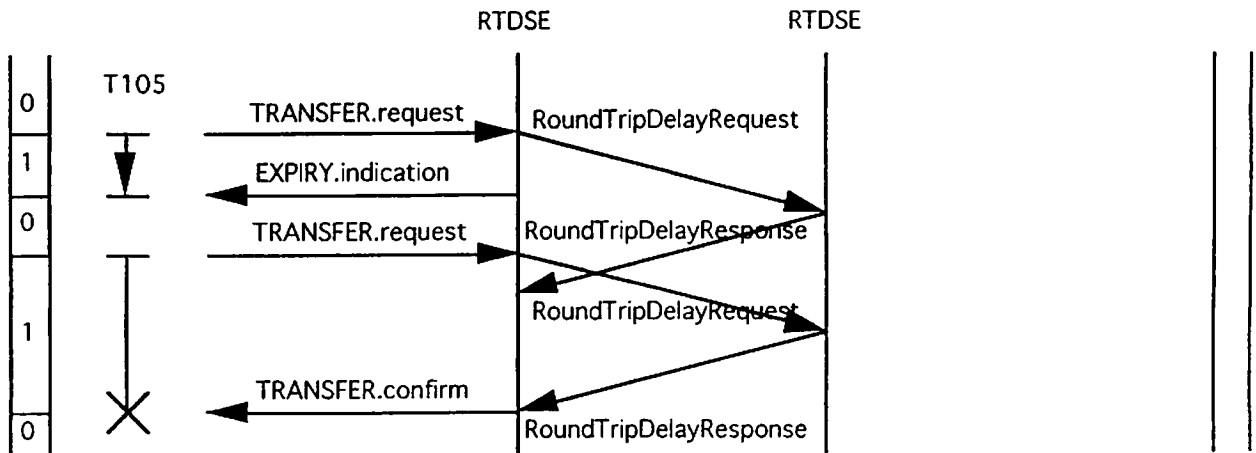 RTDSE RTDSE
T105
0
TRANSFER.request RoundTripDelayRequest
1
EXPIRY.indication
0
TRANSFER.request RoundTripDelayResponse
RoundTripDelayRequest
1
TRANSFER.confirm
0
RoundTripDelayResponse